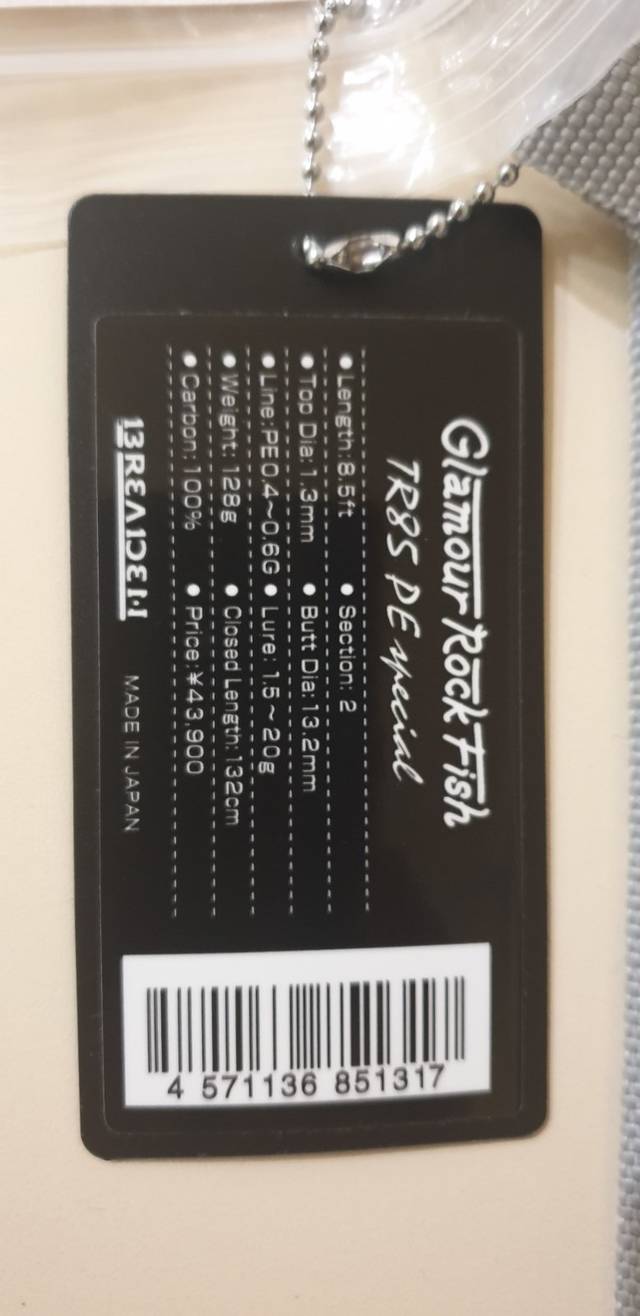 Glamour Rock Fish
TR85 PE special
● Length: 8.5ft ● Section: 2
● Top Dia: 1.3mm ● Butt Dia: 13.2mm
● Line: PE0.4~0.6G ● Lure: 1.5~20g
● Weight: 128g ● Closed Length: 132cm
● Carbon: 100% ● Price: ¥43,900
BREADEN MADE IN JAPAN
4 571136 851317